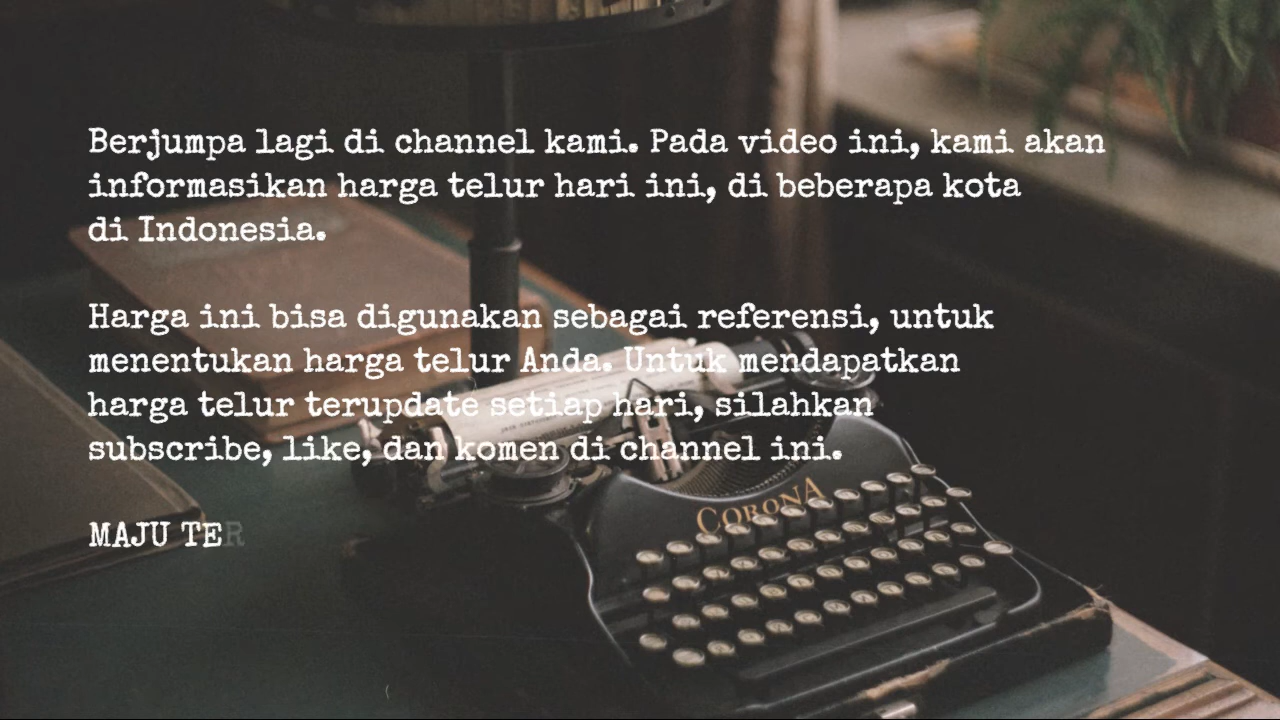 Berjumpa lagi di channel kami. Pada video ini, kami akan
informasikan harga telur hari ini, di beberapa kota
di Indonesia.
Harga ini bisa digunakan sebagai referensi, untuk
menentukan harga telur Anda. Untuk mendapatkan
harga telur terupdate setiap hari, silahkan
subscribe, like, dan komen di channel ini.
MAJU TER
CORONA